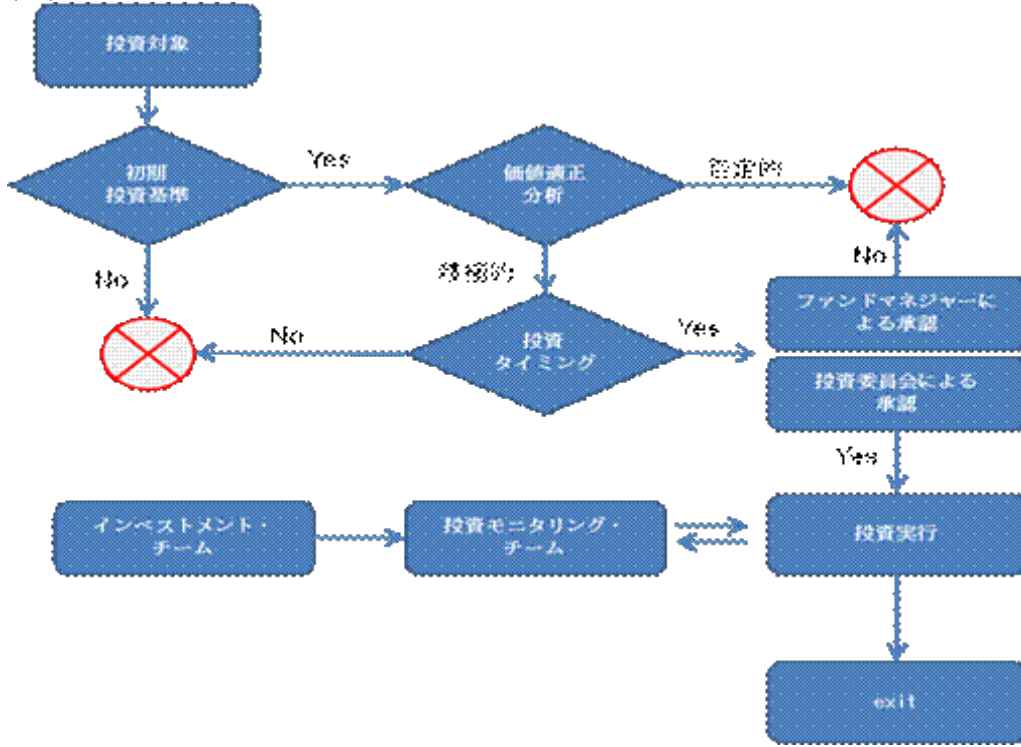 投資対象
初期
投資基準
Yes
価値適正
分析
否定的
No
積極的
No
ファンドマネジャーに
よる承認
No
投資
タイミング
Yes
投資委員会による
承認
Yes
インベストメント・
チーム
投資モニタリング・
チーム
投資実行
exit